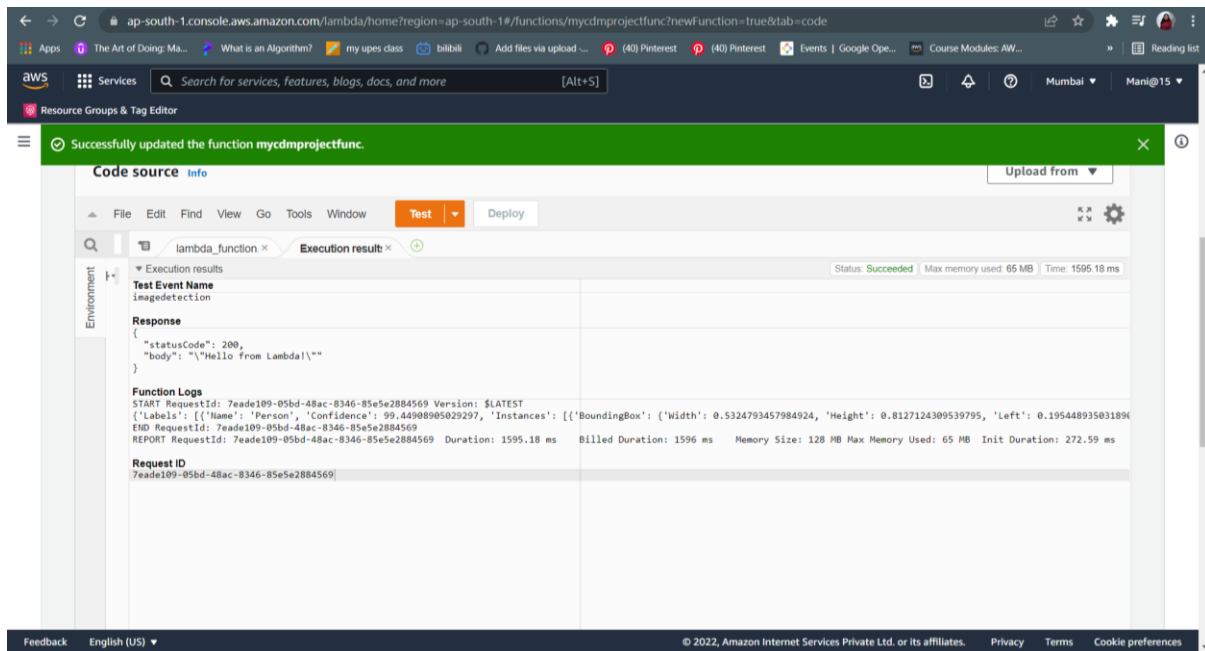 ap-south-1.console.aws.amazon.com/lambda/home?region=ap-south-1#/functions/mycdmprojectfunc?newFunction=true&tab=code
Apps The Art of Doing: Ma... What is an Algorithm? my upes dass bilibili Add files via upload ·... (40) Pinterest (40) Pinterest Events | Google Ope... Course Modules: AW... » Reading list
aws Services Search for services, features, blogs, docs, and more [Alt+S] Mumbai ▼ Mani@15 ▼
Resource Groups & Tag Editor
Successfully updated the function mycdmprojectfunc.
Code source Info Upload from ▼
File Edit Find View Go Tools Window Test Deploy
lambda_function × Execution results ×
Environment
▼ Execution results Status: Succeeded Max memory used: 65 MB Time: 1595.18 ms
Test Event Name
imagedetection
Response
{
"statusCode": 200,
"body": "\"Hello from Lambda!\""
}
Function Logs
START RequestId: 7eade109-05bd-48ac-8346-85e5e2884569 Version: $LATEST
{'Labels': [{'Name': 'Person', 'Confidence': 99.44908905029297, 'Instances': [{'BoundingBox': {'Width': 0.5324793457984924, 'Height': 0.8127124309539795, 'Left': 0.195448935031890
END RequestId: 7eade109-05bd-48ac-8346-85e5e2884569
REPORT RequestId: 7eade109-05bd-48ac-8346-85e5e2884569 Duration: 1595.18 ms Billed Duration: 1596 ms Memory Size: 128 MB Max Memory Used: 65 MB Init Duration: 272.59 ms
Request ID
7eade109-05bd-48ac-8346-85e5e2884569
Feedback English (US) ▼ © 2022, Amazon Internet Services Private Ltd. or its affiliates. Privacy Terms Cookie preferences